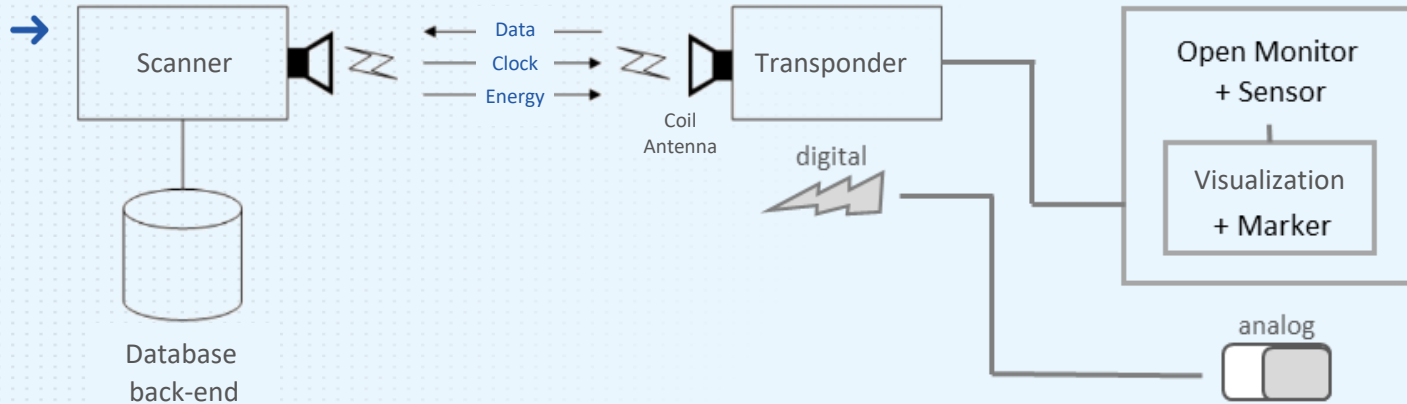 Scanner
Data
Clock
Energy
Coil
Antenna
Transponder
Open Monitor
+ Sensor
Visualization
+ Marker
digital
analog
Database
back-end